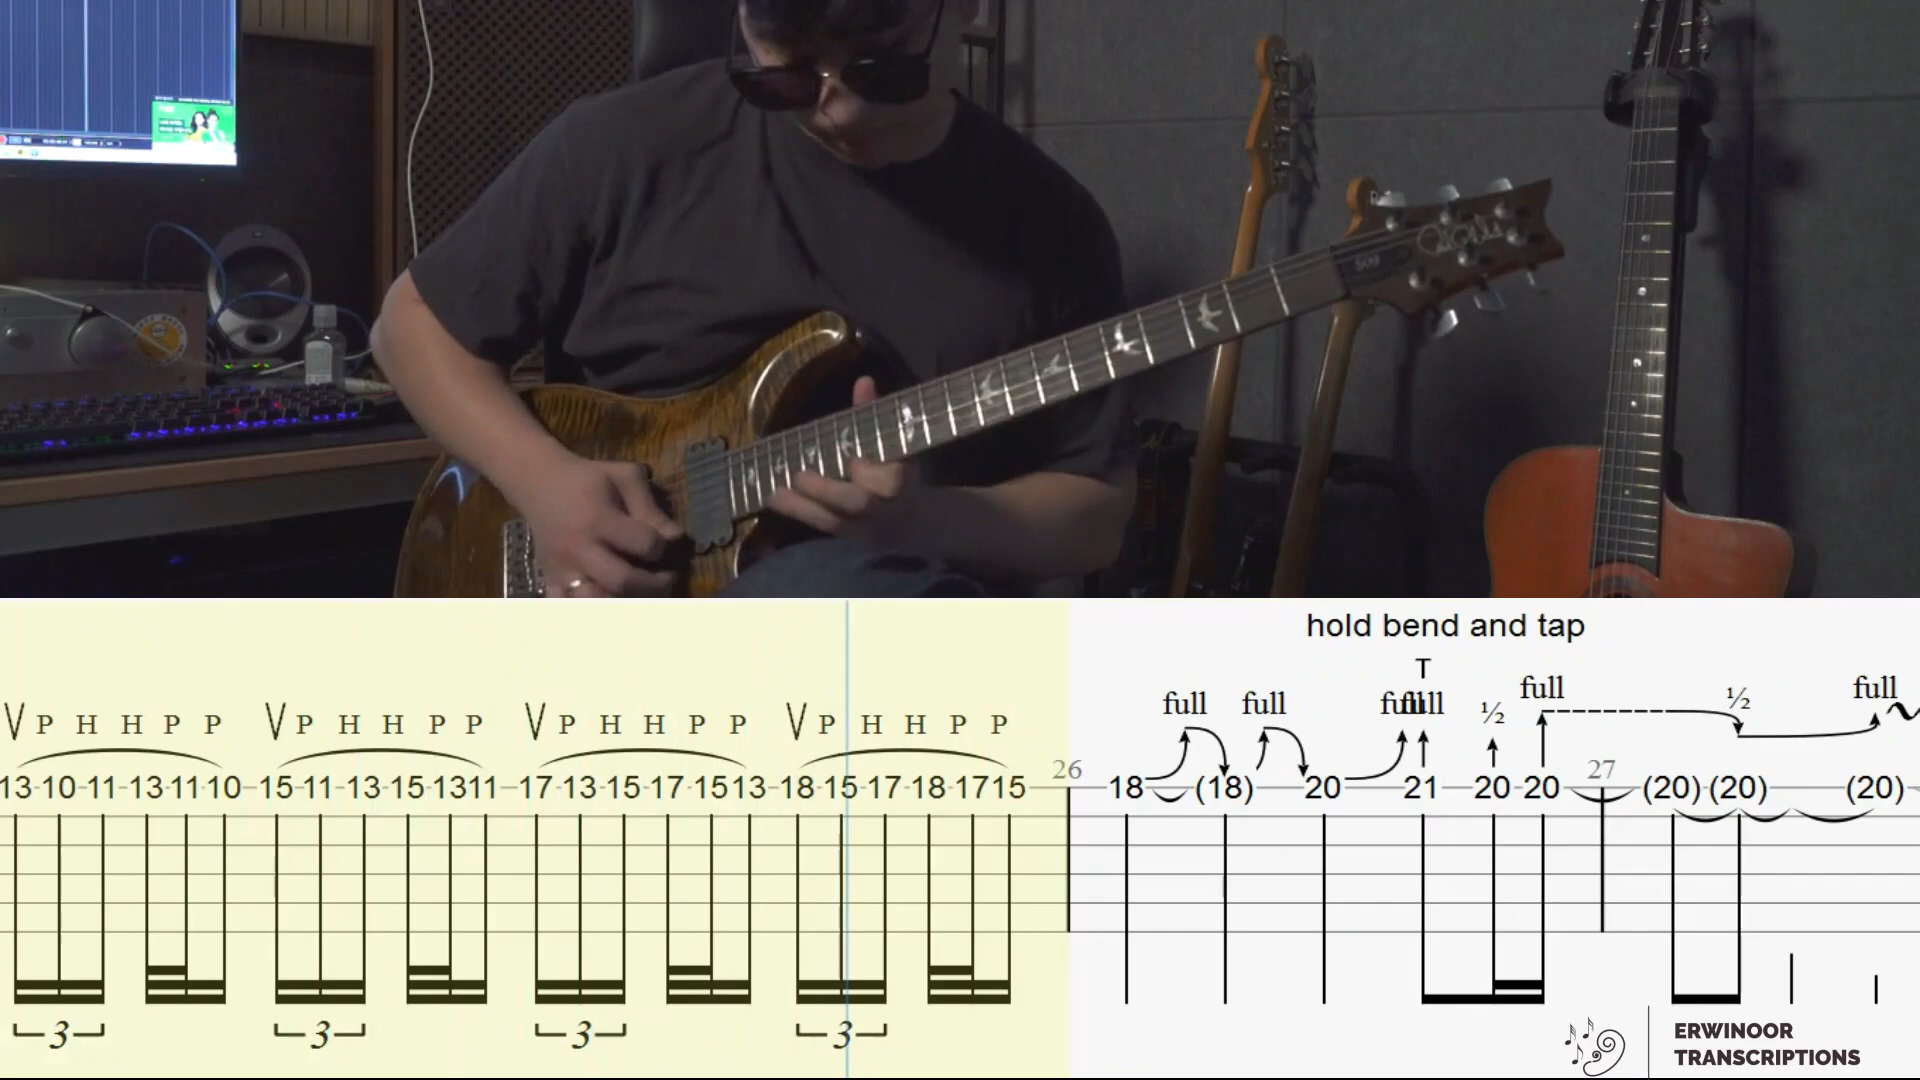 509
hold bend and tap
T
full full full full full ½ full ½ full
V P H H P P V P H H P P V P H H P P V P H H P P
13 10 11 13 11 10 15 11 13 15 13 11 17 13 15 17 15 13 18 15 17 18 17 15 26 18 (18) 20 21 20 20 27 (20) (20) (20)
3 3 3 3
ERWINOOR
TRANSCRIPTIONS